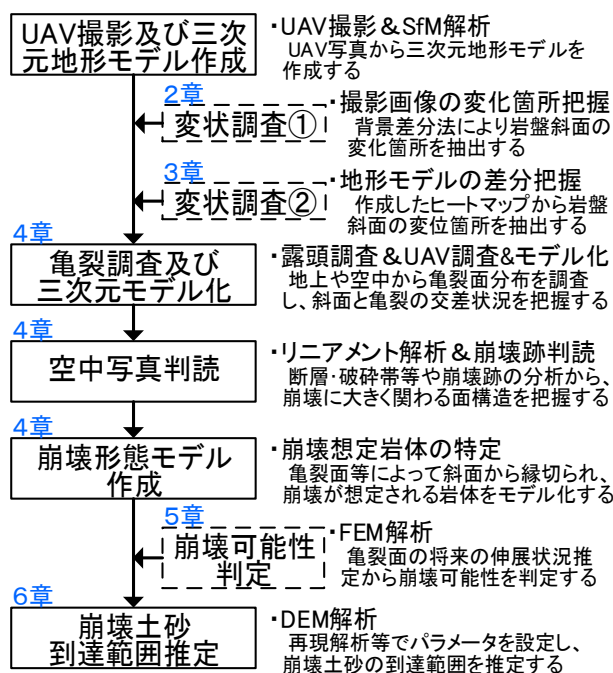 UAV撮影及び三次
元地形モデル作成
・UAV撮影＆SfM解析
UAV写真から三次元地形モデルを
作成する
2章
変状調査①
・撮影画像の変化箇所把握
背景差分法により岩盤斜面の
変化箇所を抽出する
3章
変状調査②
・地形モデルの差分把握
作成したヒートマップから岩盤
斜面の変位箇所を抽出する
4章
亀裂調査及び
三次元モデル化
・露頭調査＆UAV調査&モデル化
地上や空中から亀裂面分布を調査
し、斜面と亀裂の交差状況を把握する
4章
空中写真判読
・リニアメント解析＆崩壊跡判読
断層・破砕帯等や崩壊跡の分析から、
崩壊に大きく関わる面構造を把握する
4章
崩壊形態モデル
作成
・崩壊想定岩体の特定
亀裂面等によって斜面から縁切られ、
崩壊が想定される岩体をモデル化する
5章
崩壊可能性
判定
・FEM解析
亀裂面の将来の伸展状況推
定から崩壊可能性を判定する
6章
崩壊土砂
到達範囲推定
・DEM解析
再現解析等でパラメータを設定し、
崩壊土砂の到達範囲を推定する